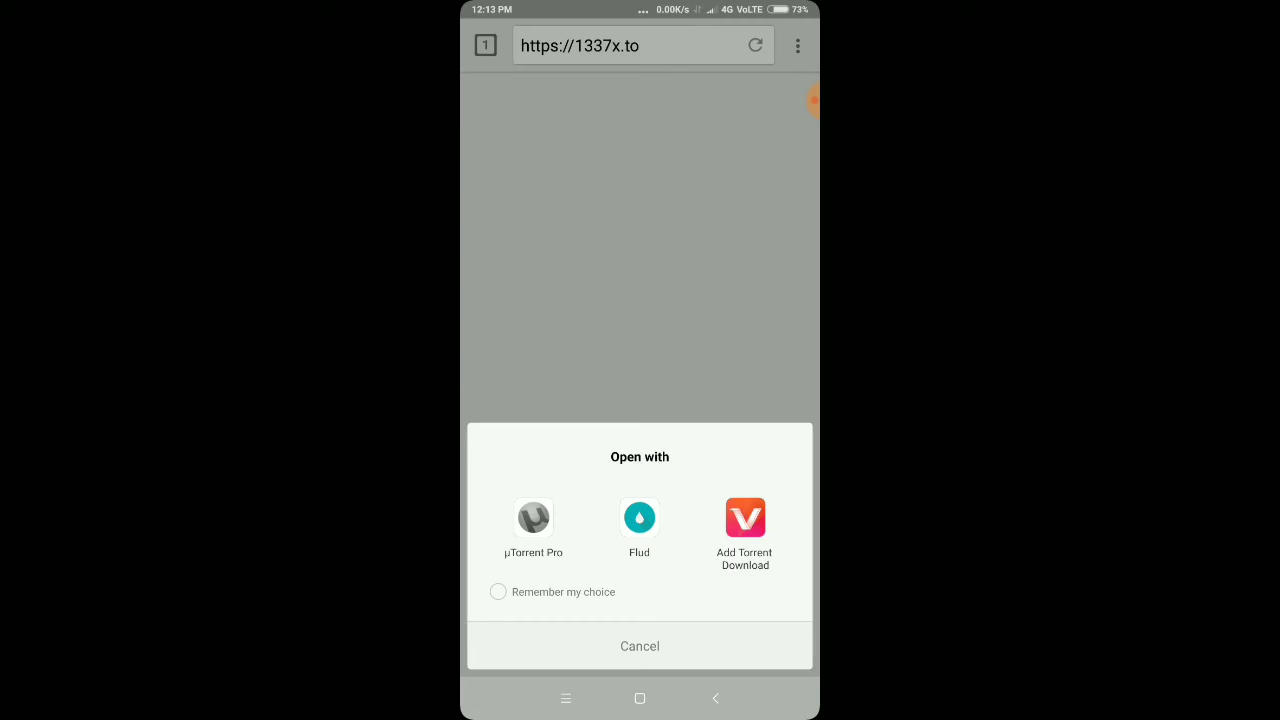 12:13 PM ... 0.00K/s 4G VoLTE 73%
1 https://1337x.to
Open with
µTorrent Pro Flud Add Torrent
Download
Remember my choice
Cancel